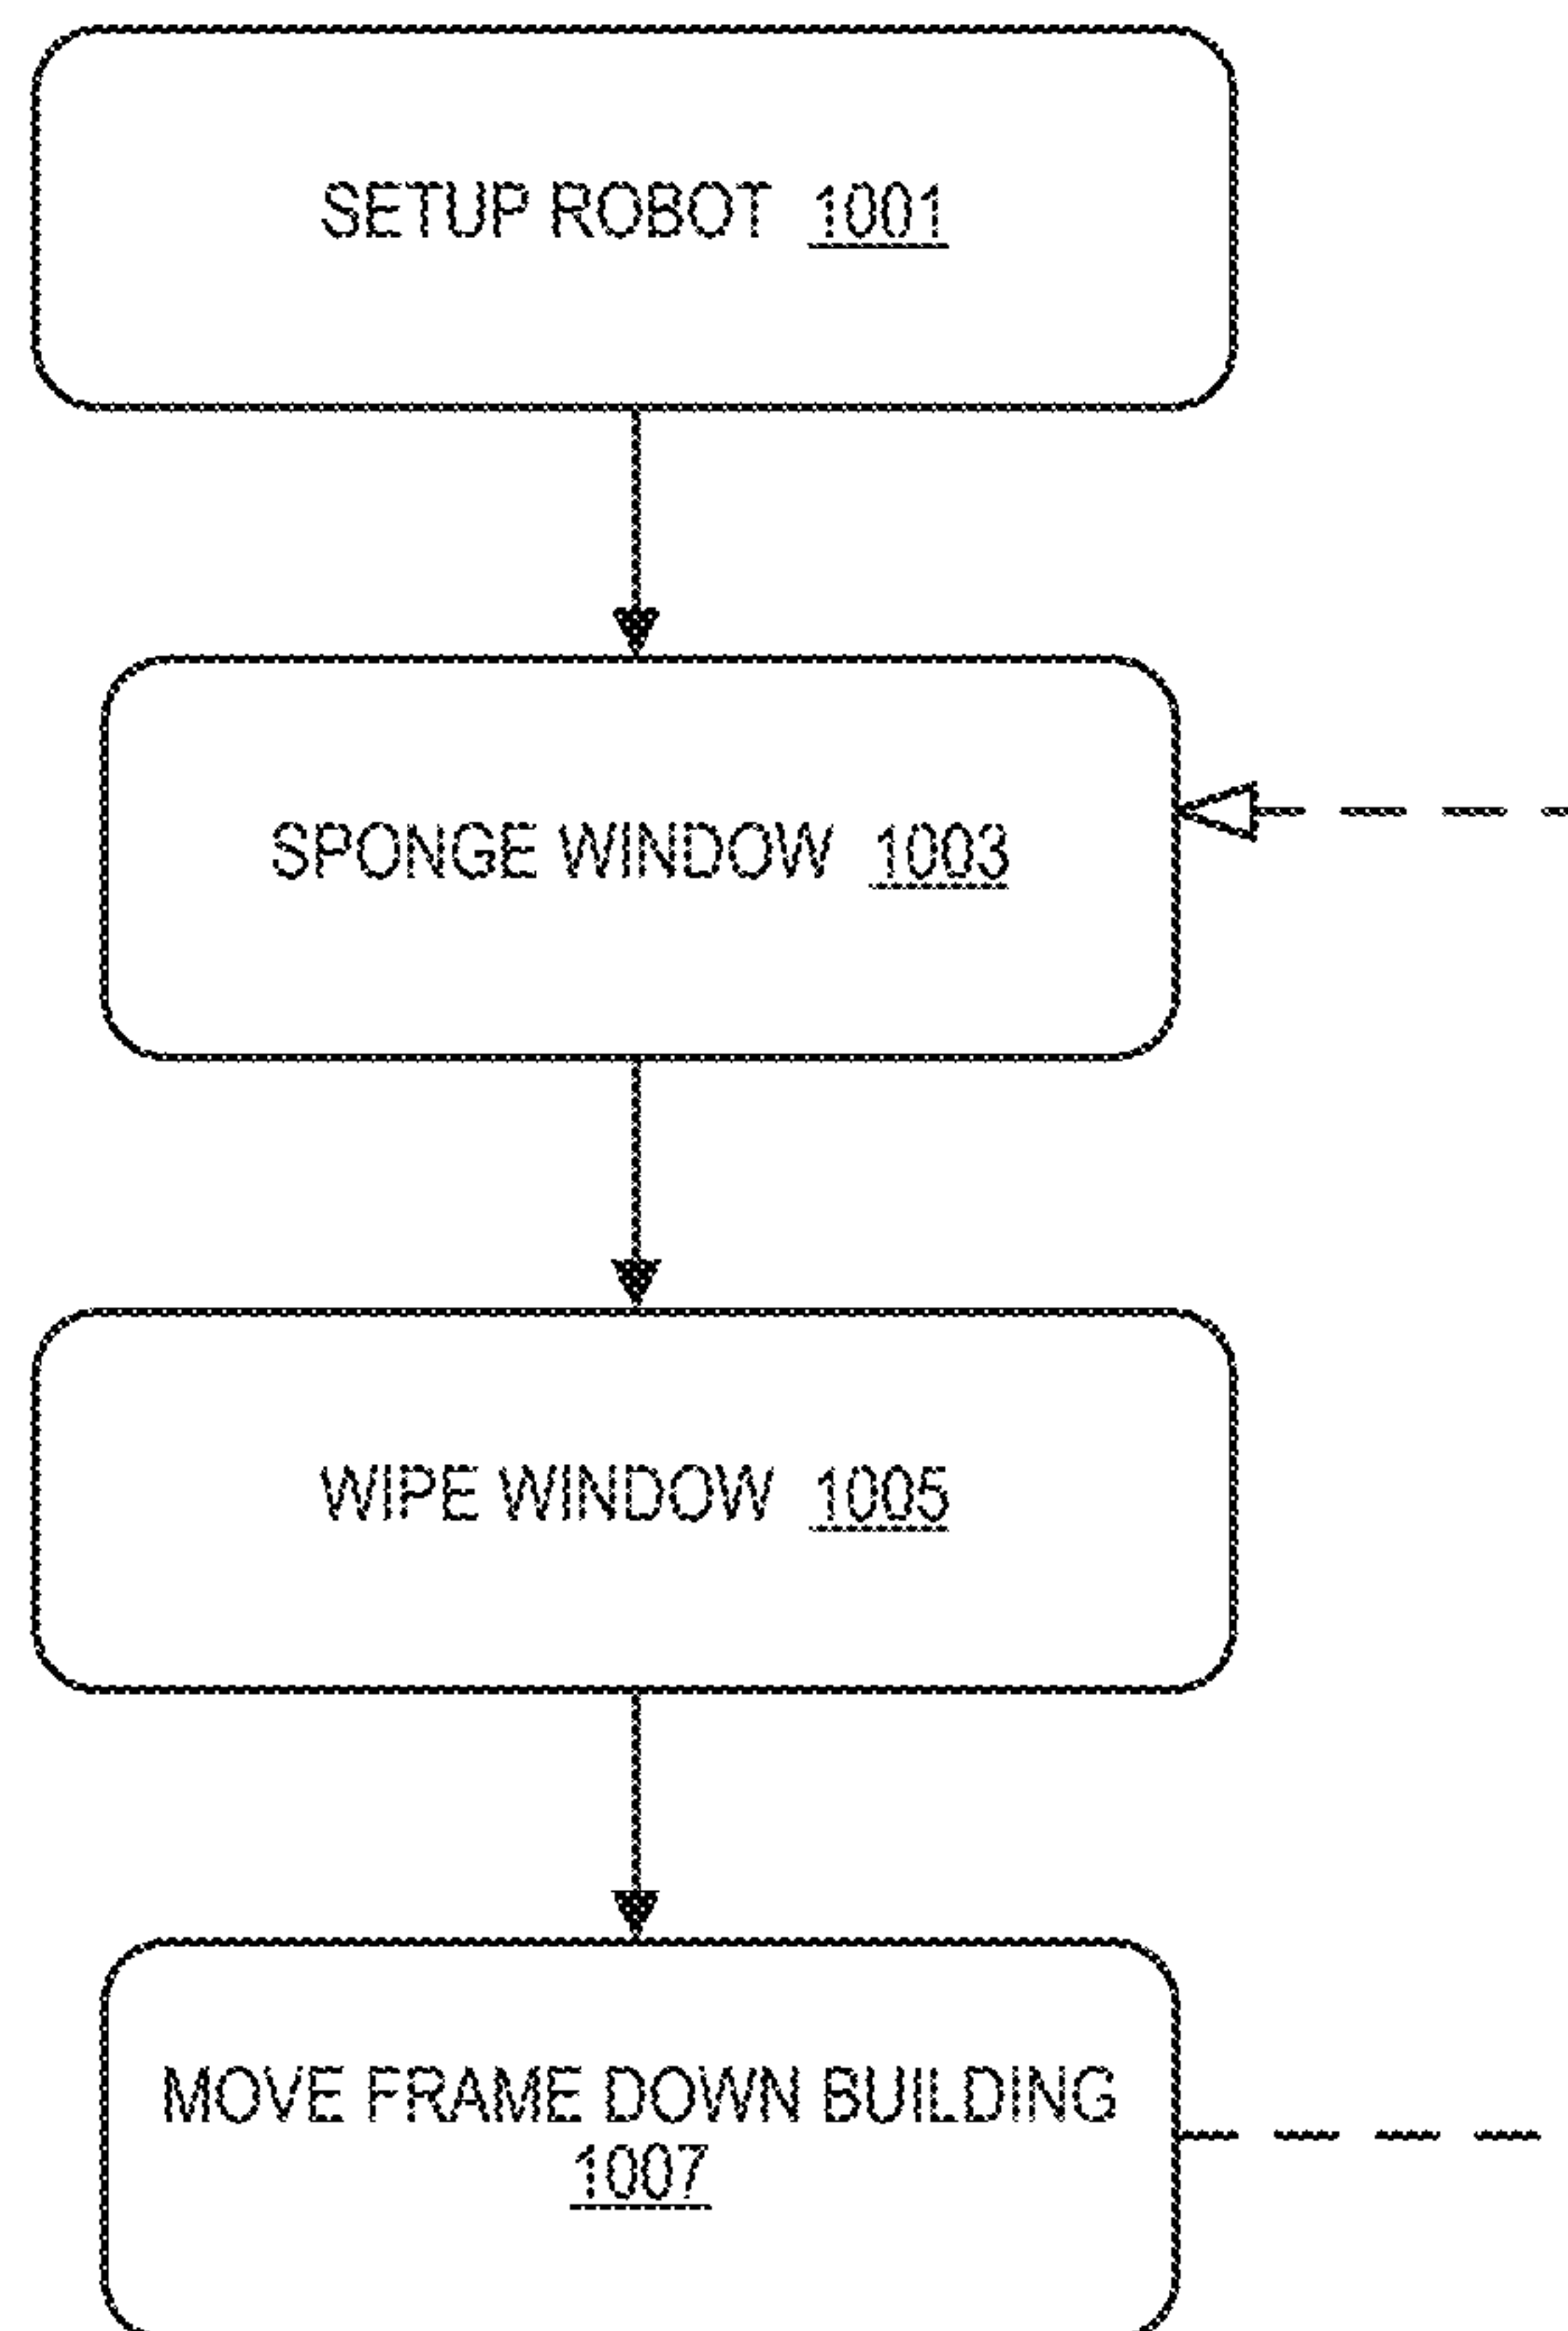 SETUP ROBOT 1001
SPONGE WINDOW 1003
WIPE WINDOW 1005
MOVE FRAME DOWN BUILDING
1007